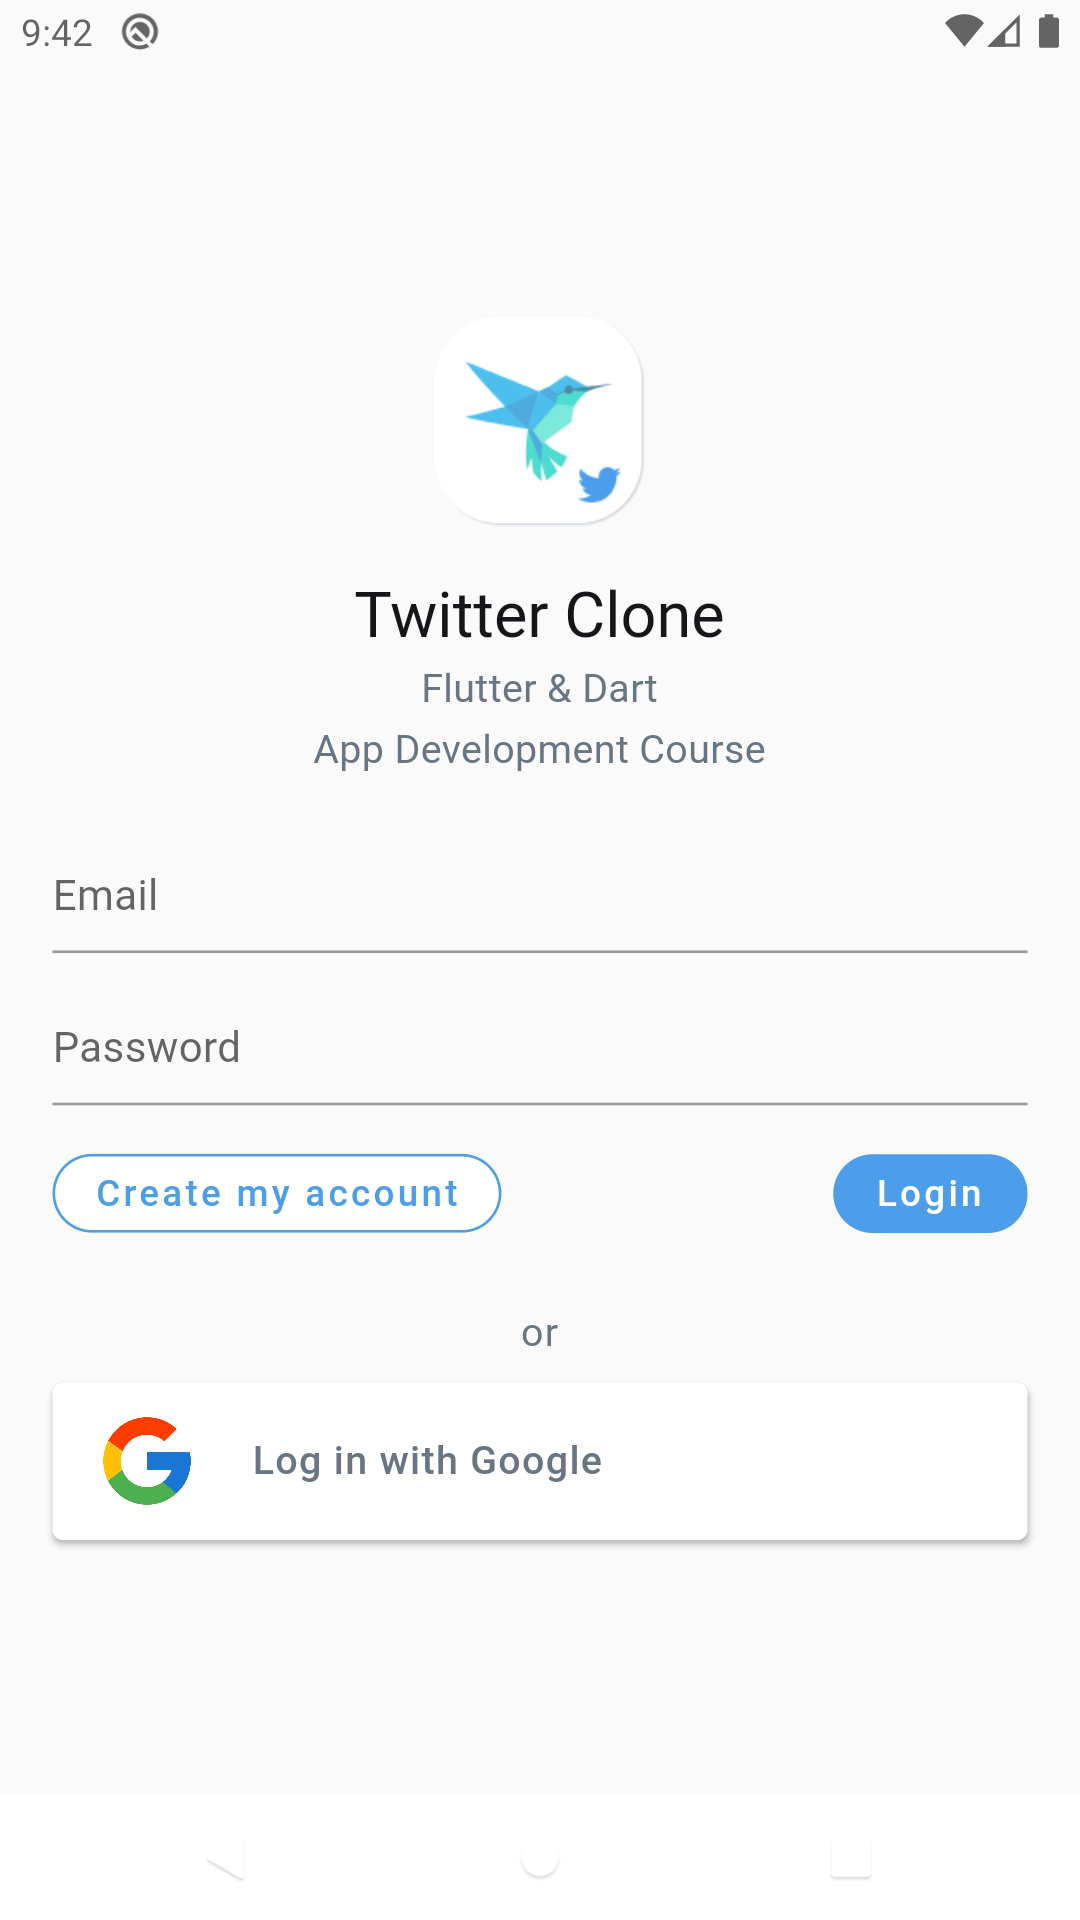 9:42
Twitter Clone
Flutter & Dart
App Development Course
Email
Password
Create my account
Login
or
Log in with Google